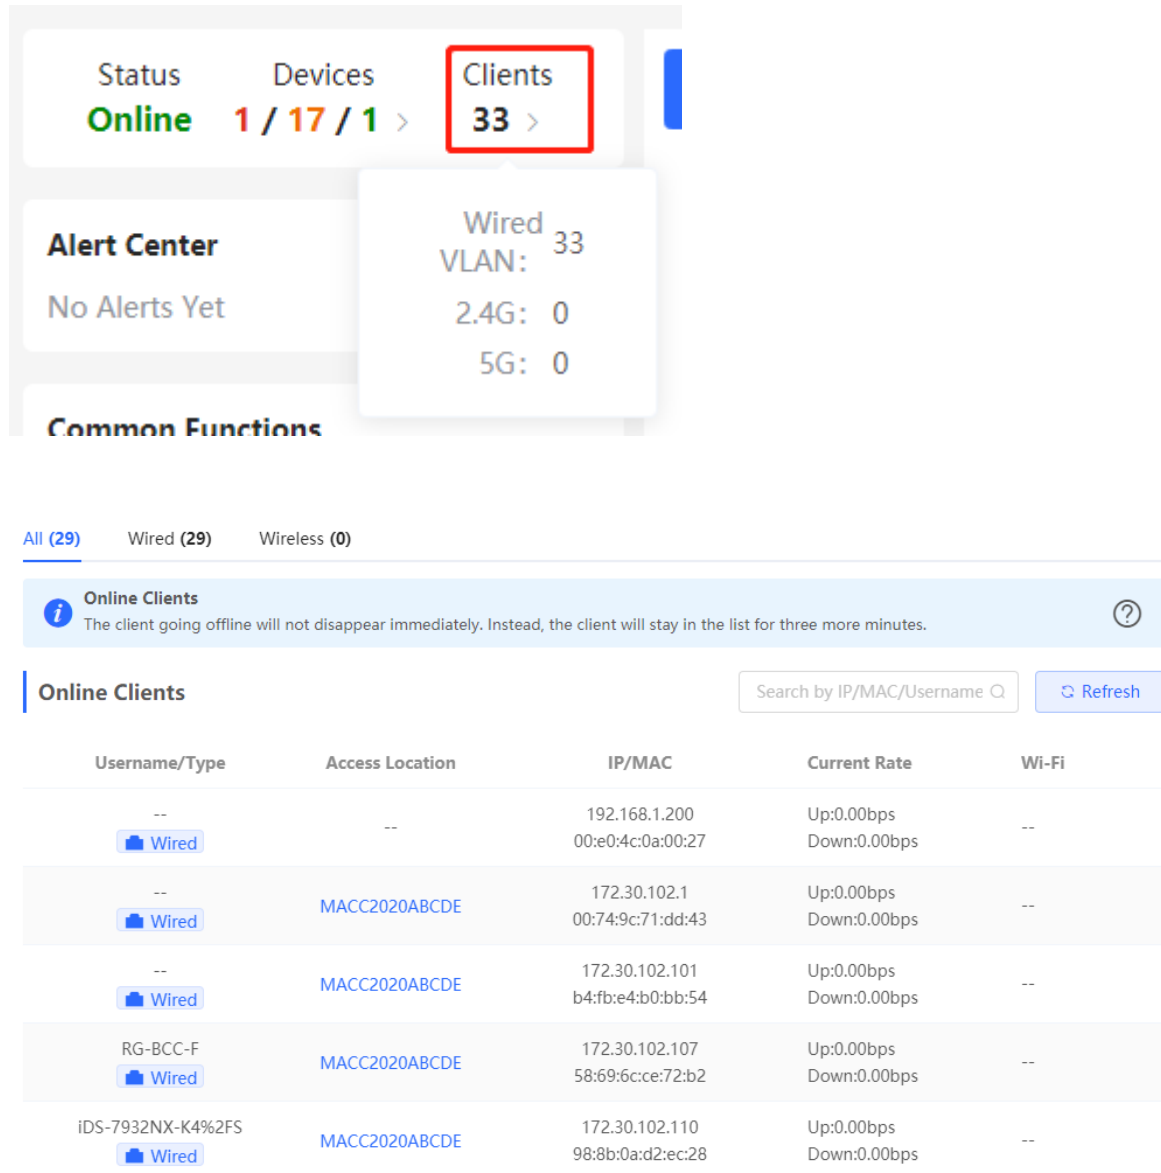 Status Devices Clients
Online 1 / 17 / 1 > 33 >
Wired VLAN: 33
2.4G: 0
5G: 0
Alert Center
No Alerts Yet
Common Functions
All (29) Wired (29) Wireless (0)
Online Clients
The client going offline will not disappear immediately. Instead, the client will stay in the list for three more minutes.
Online Clients Search by IP/MAC/Username Refresh
Username/Type Access Location IP/MAC Current Rate Wi-Fi
-- 192.168.1.200 Up:0.00bps
Wired -- 00:e0:4c:0a:00:27 Down:0.00bps --
-- 172.30.102.1 Up:0.00bps
Wired MACC2020ABCDE 00:74:9c:71:dd:43 Down:0.00bps --
-- 172.30.102.101 Up:0.00bps
Wired MACC2020ABCDE b4:fb:e4:b0:bb:54 Down:0.00bps --
RG-BCC-F 172.30.102.107 Up:0.00bps
Wired MACC2020ABCDE 58:69:6c:ce:72:b2 Down:0.00bps --
iDS-7932NX-K4%2FS 172.30.102.110 Up:0.00bps
Wired MACC2020ABCDE 98:8b:0a:d2:ec:28 Down:0.00bps --